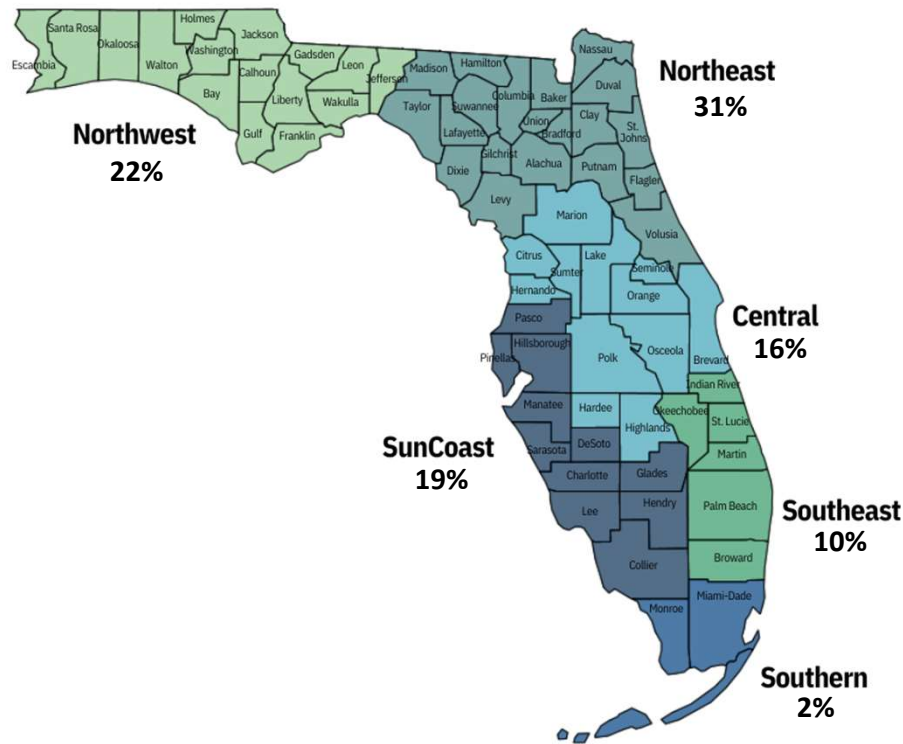 Holmes
Santa Rosa
Okaloosa
Jackson
Washington
Walton
Escambia
Calhoun
Bay
Gulf
Liberty
Franklin
Gadsden
Leon
Wakulla
Jefferson
Northwest
22%
Madison
Hamilton
Taylor
Suwannee
Columbia
Lafayette
Baker
Nassau
Duval
Union
Bradford
Clay
St.
Johns
Gilchrist
Alachua
Putnam
Dixie
Flagler
Levy
Volusia
Northeast
31%
Marion
Citrus
Sumter
Lake
Seminole
Hernando
Orange
Polk
Osceola
Brevard
Hardee
Highlands
Central
16%
Pasco
Pinellas
Hillsborough
Manatee
Sarasota
DeSoto
Charlotte
Glades
Lee
Hendry
Collier
SunCoast
19%
Indian River
Okeechobee
St. Lucie
Martin
Palm Beach
Broward
Southeast
10%
Miami-Dade
Monroe
Southern
2%